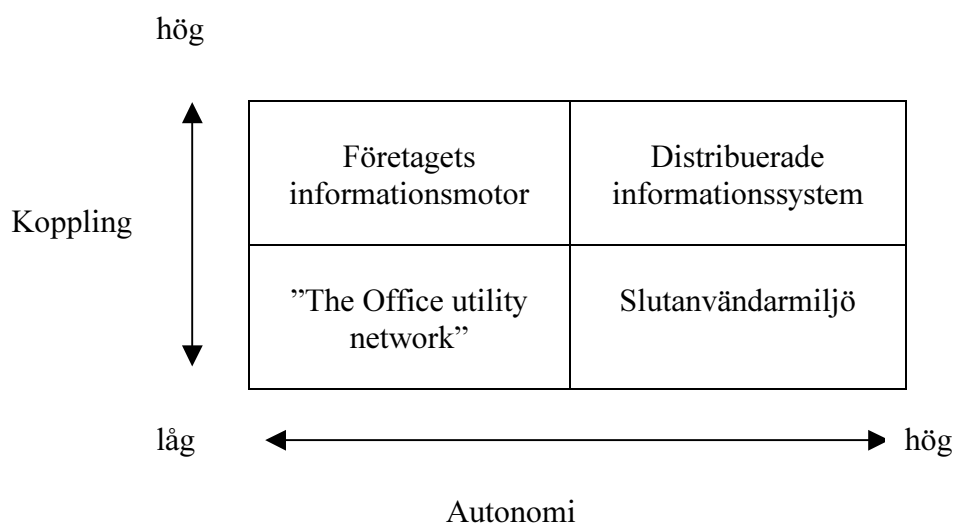 hög
Företagets
informationsmotor
Distribuerade
informationssystem
Koppling
”The Office utility
network”
Slutanvändarmiljö
låg
hög
Autonomi